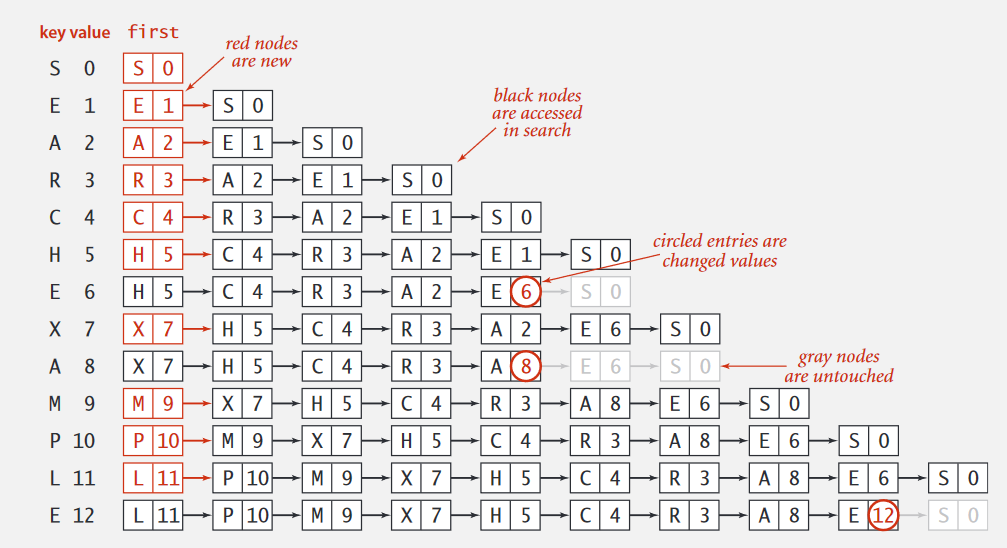 key value first
red nodes
are new
S 0 S 0
E 1 E 1 S 0
black nodes
are accessed
in search
A 2 A 2 E 1 S 0
R 3 R 3 A 2 E 1 S 0
C 4 C 4 R 3 A 2 E 1 S 0
circled entries are
changed values
H 5 H 5 C 4 R 3 A 2 E 1 S 0
E 6 H 5 C 4 R 3 A 2 E 6 S 0
X 7 X 7 H 5 C 4 R 3 A 2 E 6 S 0
gray nodes
are untouched
A 8 X 7 H 5 C 4 R 3 A 8 E 6 S 0
M 9 M 9 X 7 H 5 C 4 R 3 A 8 E 6 S 0
P 10 P 10 M 9 X 7 H 5 C 4 R 3 A 8 E 6 S 0
L 11 L 11 P 10 M 9 X 7 H 5 C 4 R 3 A 8 E 6 S 0
E 12 L 11 P 10 M 9 X 7 H 5 C 4 R 3 A 8 E 12 S 0